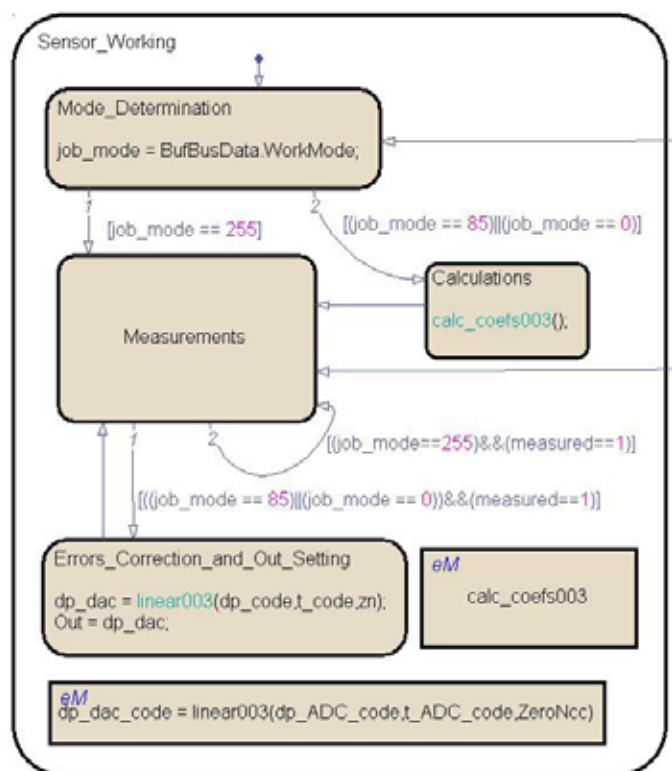 Sensor_Working
Mode_Determination
job_mode = BufBusData.WorkMode;
1
2
[job_mode == 255]
[(job_mode == 85)||(job_mode == 0)]
Calculations
calc_coefs003();
Measurements
1
2
[(job_mode==255)&&(measured==1)]
[((job_mode == 85)||(job_mode == 0))&&(measured==1)]
Errors_Correction_and_Out_Setting
dp_dac = linear003(dp_code,t_code,zn);
Out = dp_dac;
eM
calc_coefs003
eM
dp_dac_code = linear003(dp_ADC_code,t_ADC_code,ZeroNcc)